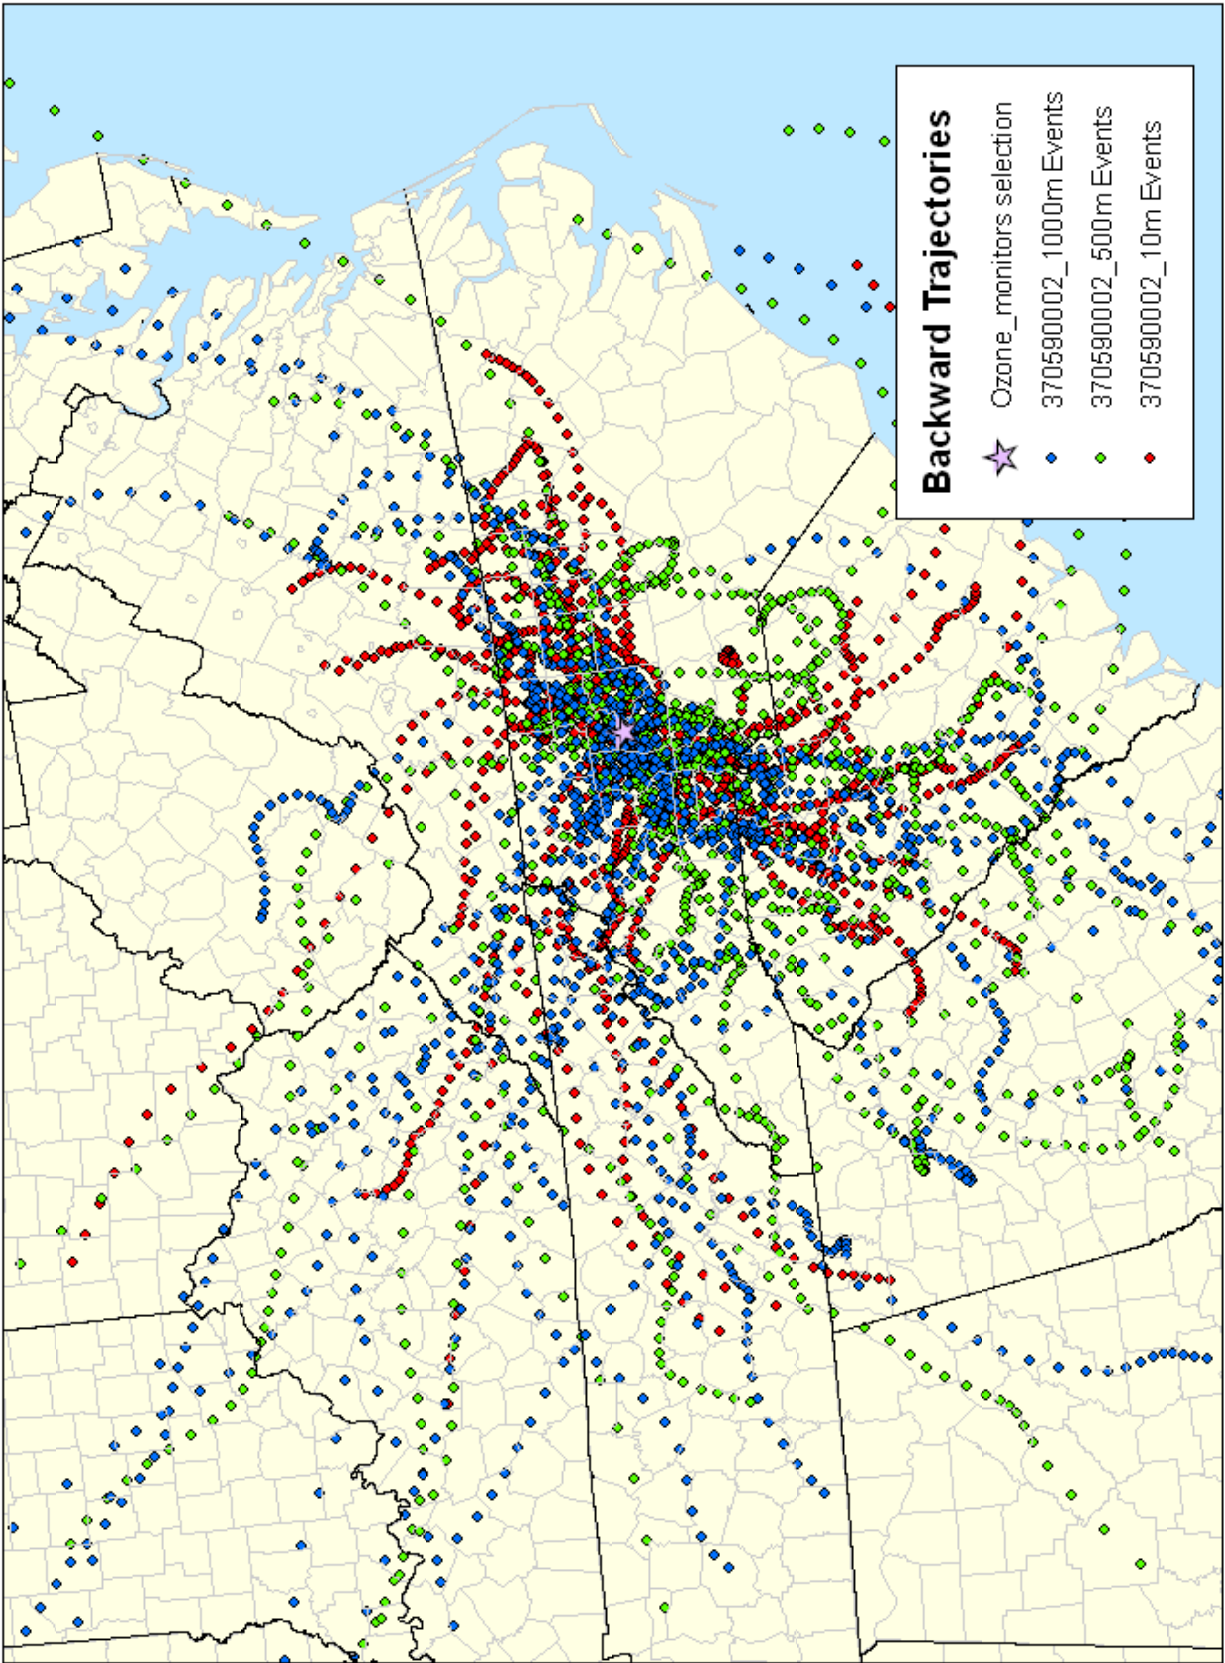 Backward Trajectories
Ozone_monitors selection
370590002_1000m Events
370590002_500m Events
370590002_10m Events